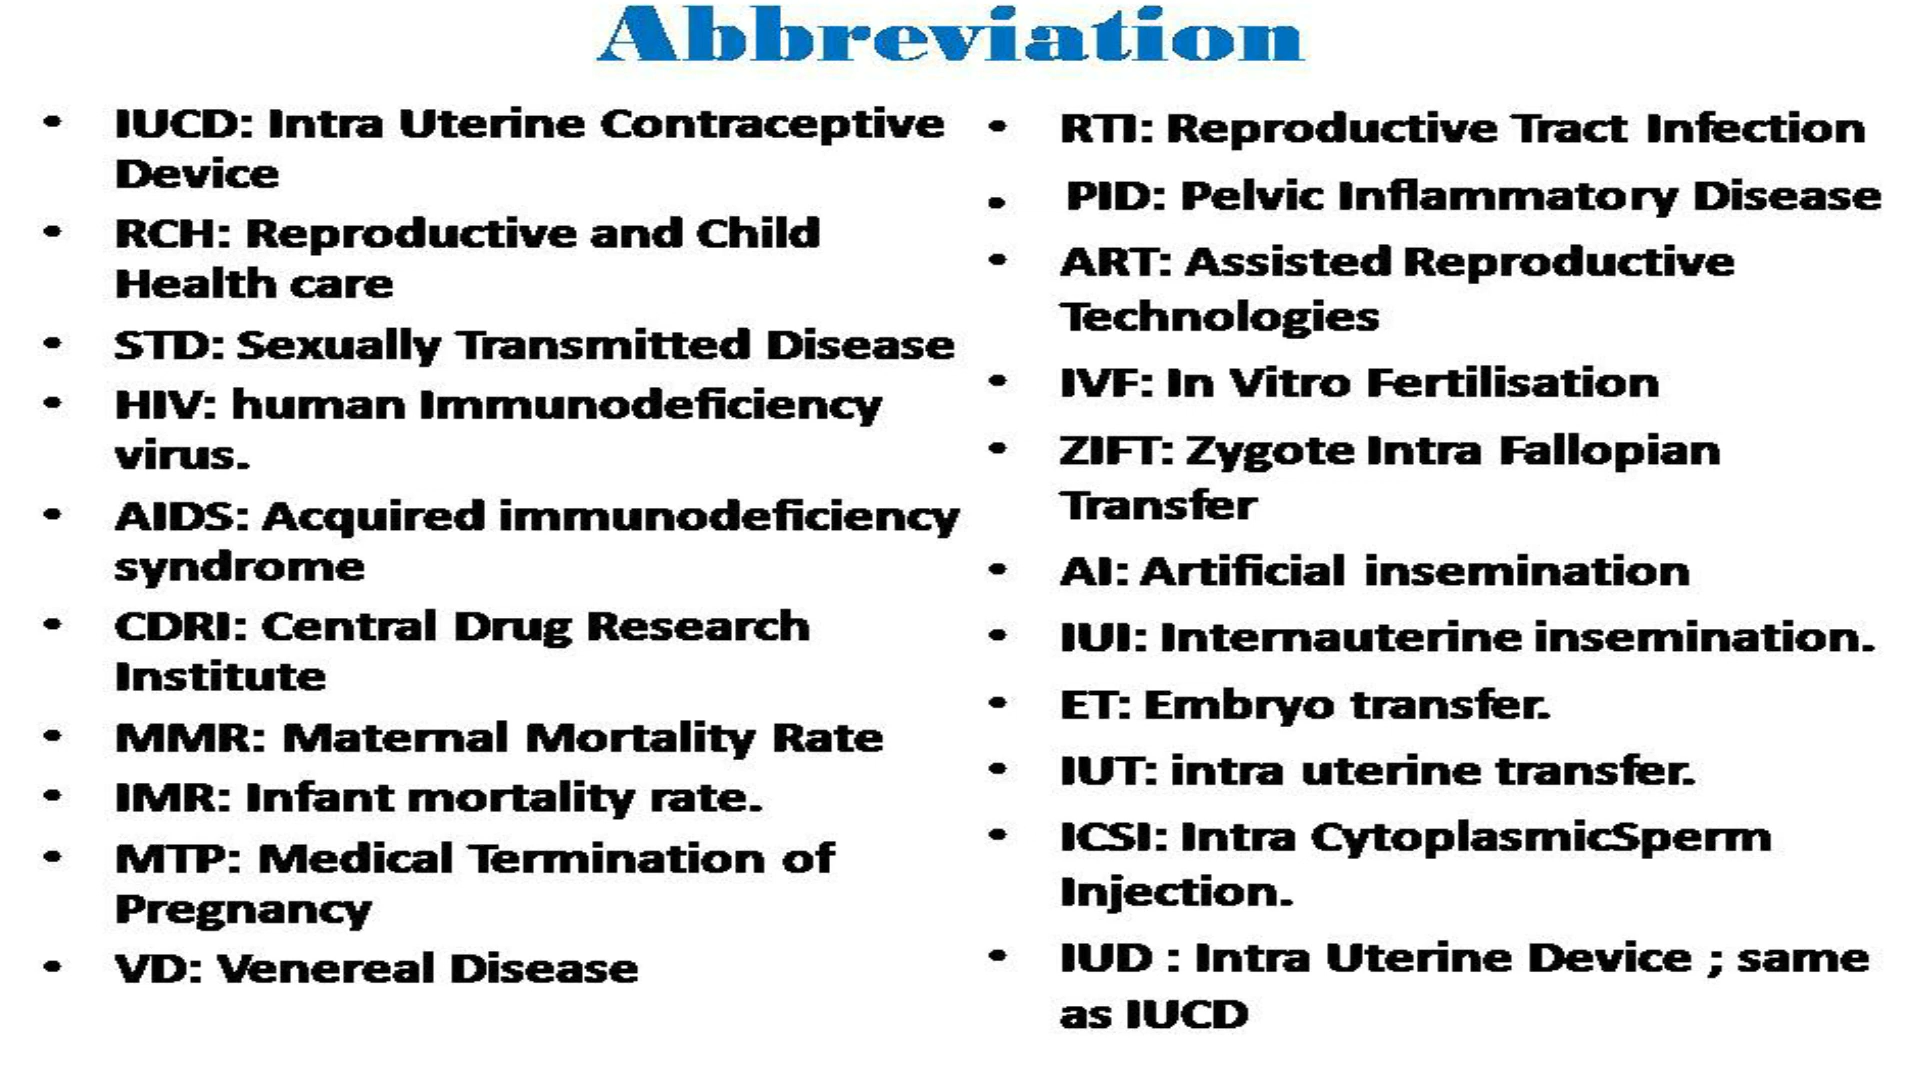 Abbreviation
• IUCD: Intra Uterine Contraceptive
Device
• RCH: Reproductive and Child
Health care
• STD: Sexually Transmitted Disease
• HIV: human Immunodeficiency
virus.
• AIDS: Acquired immunodeficiency
syndrome
• CDRI: Central Drug Research
Institute
• MMR: Maternal Mortality Rate
• IMR: Infant mortality rate.
• MTP: Medical Termination of
Pregnancy
• VD: Venereal Disease
• RTI: Reproductive Tract Infection
• PID: Pelvic Inflammatory Disease
• ART: Assisted Reproductive
Technologies
• IVF: In Vitro Fertilisation
• ZIFT: Zygote Intra Fallopian
Transfer
• AI: Artificial insemination
• IUI: Internauterine insemination.
• ET: Embryo transfer.
• IUT: intra uterine transfer.
• ICSI: Intra CytoplasmicSperm
Injection.
• IUD : Intra Uterine Device ; same
as IUCD